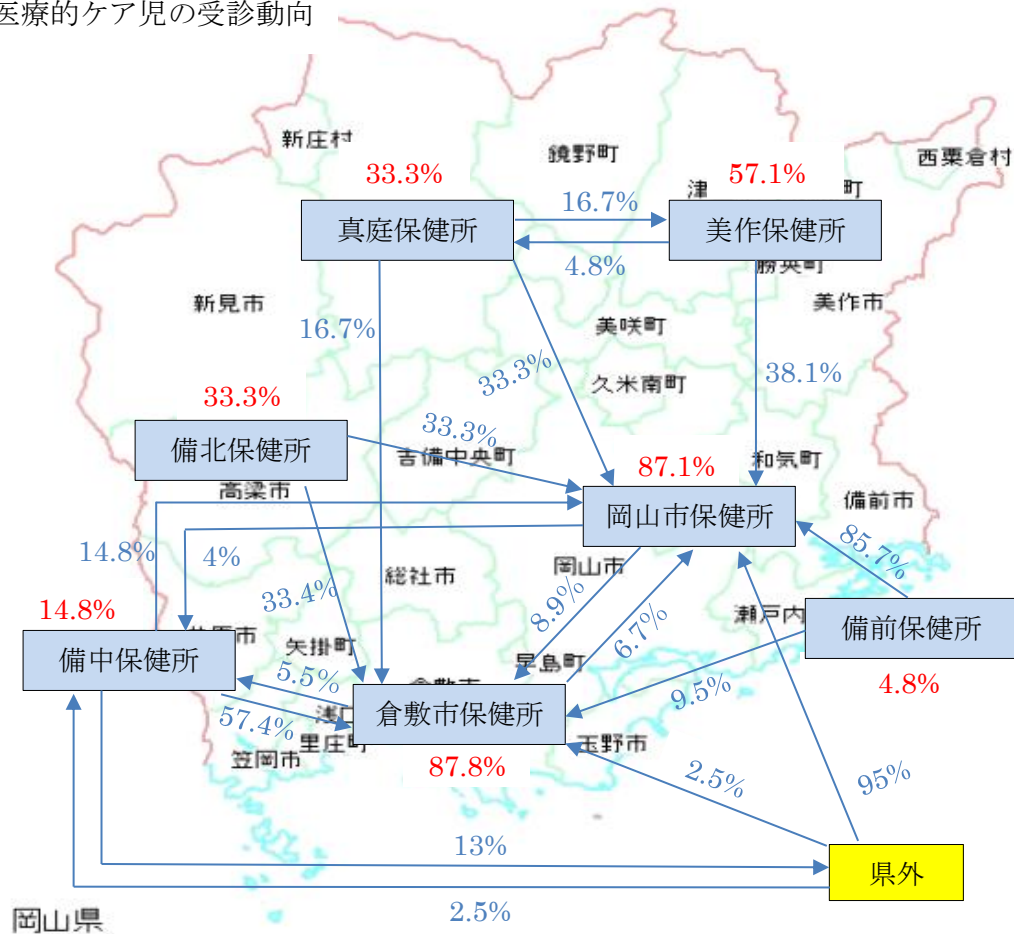 医療的ケア児の受診動向
新庄村
鏡野町
西粟倉村
33.3%
57.1%
津
町
16.7%
真庭保健所
美作保健所
4.8%
勝央町
新見市
美作市
16.7%
美咲町
33.3%
38.1%
久米南町
33.3%
33.3%
備北保健所
吉備中央町
87.1%
和気町
高梁市
備前市
岡山市保健所
14.8%
4%
85.7%
総社市
岡山市
33.4%
8.9%
14.8%
瀬戸内
6.7%
備前保健所
市
矢掛町
備中保健所
早島町
5.5%
4.8%
9.5%
57.4%
浅口
倉敷市保健所
里庄町
玉野市
笠岡市
87.8%
2.5%
95%
13%
県外
2.5%
岡山県